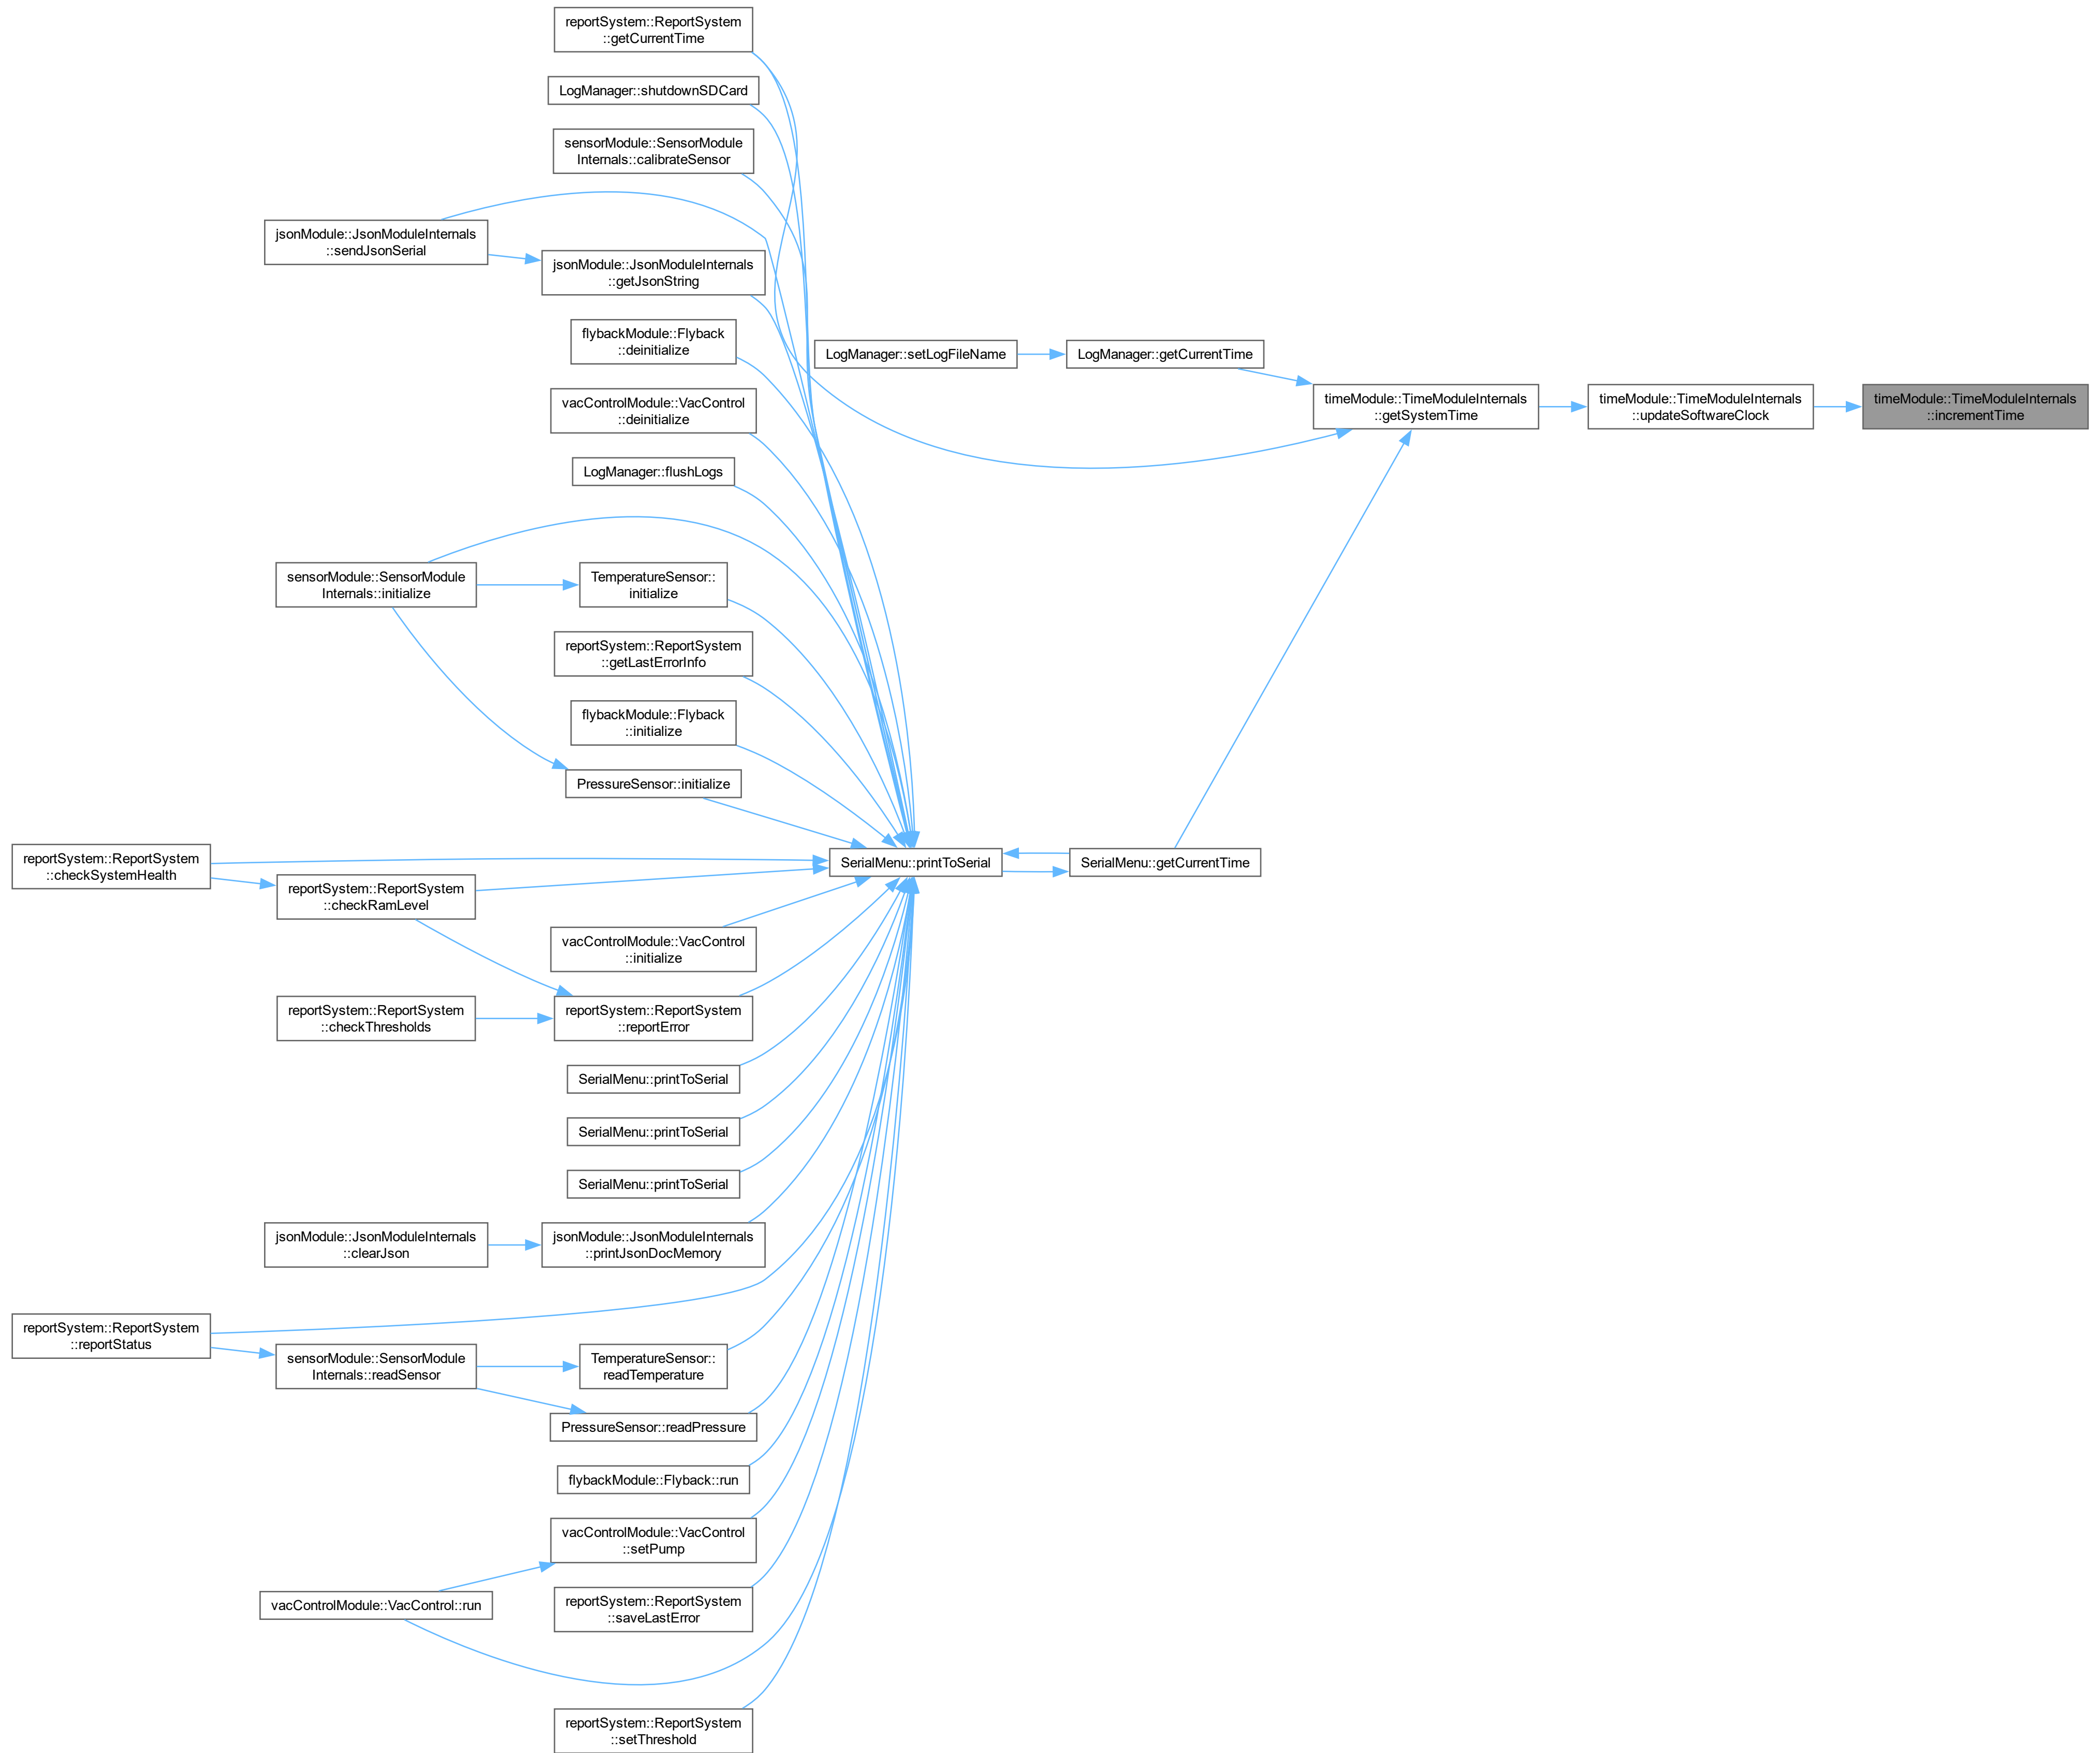 reportSystem::ReportSystem
::getCurrentTime
LogManager::shutdownSDCard
sensorModule::SensorModule
Internals::calibrateSensor
jsonModule::JsonModuleInternals
::sendJsonSerial
jsonModule::JsonModuleInternals
::getJsonString
flybackModule::Flyback
::deinitialize
LogManager::setLogFileName
LogManager::getCurrentTime
timeModule::TimeModuleInternals
::getSystemTime
timeModule::TimeModuleInternals
::updateSoftwareClock
timeModule::TimeModuleInternals
::incrementTime
vacControlModule::VacControl
::deinitialize
LogManager::flushLogs
sensorModule::SensorModule
Internals::initialize
TemperatureSensor::
initialize
reportSystem::ReportSystem
::getLastErrorInfo
flybackModule::Flyback
::initialize
PressureSensor::initialize
reportSystem::ReportSystem
::checkSystemHealth
SerialMenu::printToSerial
SerialMenu::getCurrentTime
reportSystem::ReportSystem
::checkRamLevel
vacControlModule::VacControl
::initialize
reportSystem::ReportSystem
::checkThresholds
reportSystem::ReportSystem
::reportError
SerialMenu::printToSerial
SerialMenu::printToSerial
SerialMenu::printToSerial
jsonModule::JsonModuleInternals
::clearJson
jsonModule::JsonModuleInternals
::printJsonDocMemory
reportSystem::ReportSystem
::reportStatus
sensorModule::SensorModule
Internals::readSensor
TemperatureSensor::
readTemperature
PressureSensor::readPressure
flybackModule::Flyback::run
vacControlModule::VacControl
::setPump
vacControlModule::VacControl::run
reportSystem::ReportSystem
::saveLastError
reportSystem::ReportSystem
::setThreshold